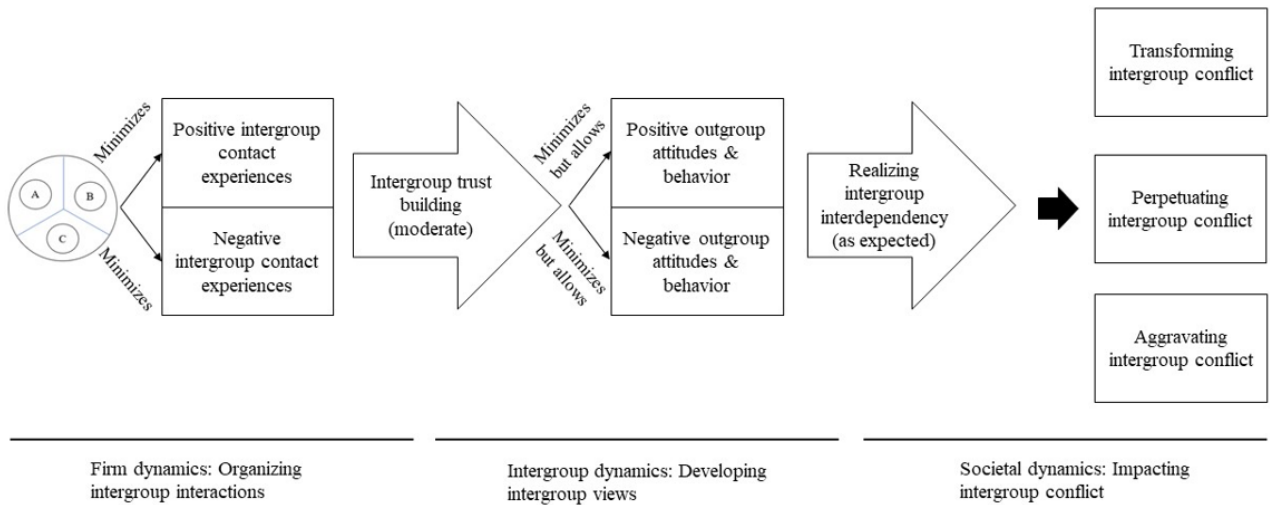 A
B
C
Minimizes
Minimizes
Positive intergroup
contact
experiences
Negative
intergroup contact
experiences
Intergroup trust
building
(moderate)
Minimizes
but allows
Minimizes
but allows
Positive outgroup
attitudes &
behavior
Negative outgroup
attitudes &
behavior
Realizing
intergroup
interdependency
(as expected)
Transforming
intergroup conflict
Perpetuating
intergroup conflict
Aggravating
intergroup conflict
Firm dynamics: Organizing
intergroup interactions
Intergroup dynamics: Developing
intergroup views
Societal dynamics: Impacting
intergroup conflict